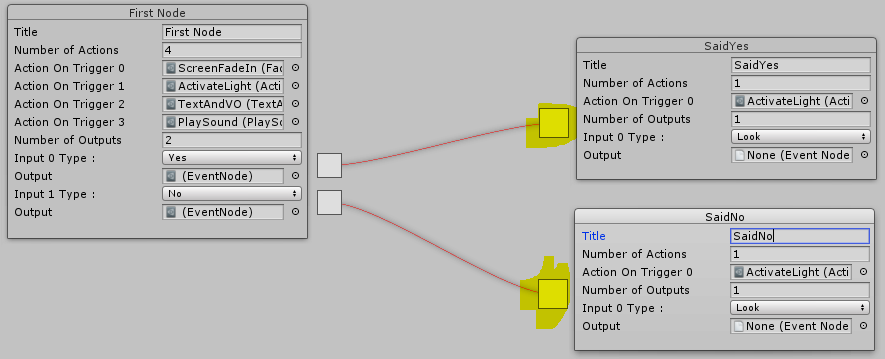 First Node
Title First Node
Number of Actions 4
Action On Trigger 0 ScreenFadeIn (Fac
Action On Trigger 1 ActivateLight (Acti
Action On Trigger 2 TextAndVO (TextA
Action On Trigger 3 PlaySound (PlaySo
Number of Outputs 2
Input 0 Type : Yes
Output (EventNode)
Input 1 Type : No
Output (EventNode)
SaidYes
Title SaidYes
Number of Actions 1
Action On Trigger 0 ActivateLight (Acti
Number of Outputs 1
Input 0 Type : Look
Output None (Event Node
SaidNo
Title SaidNo
Number of Actions 1
Action On Trigger 0 ActivateLight (Acti
Number of Outputs 1
Input 0 Type : Look
Output None (Event Node